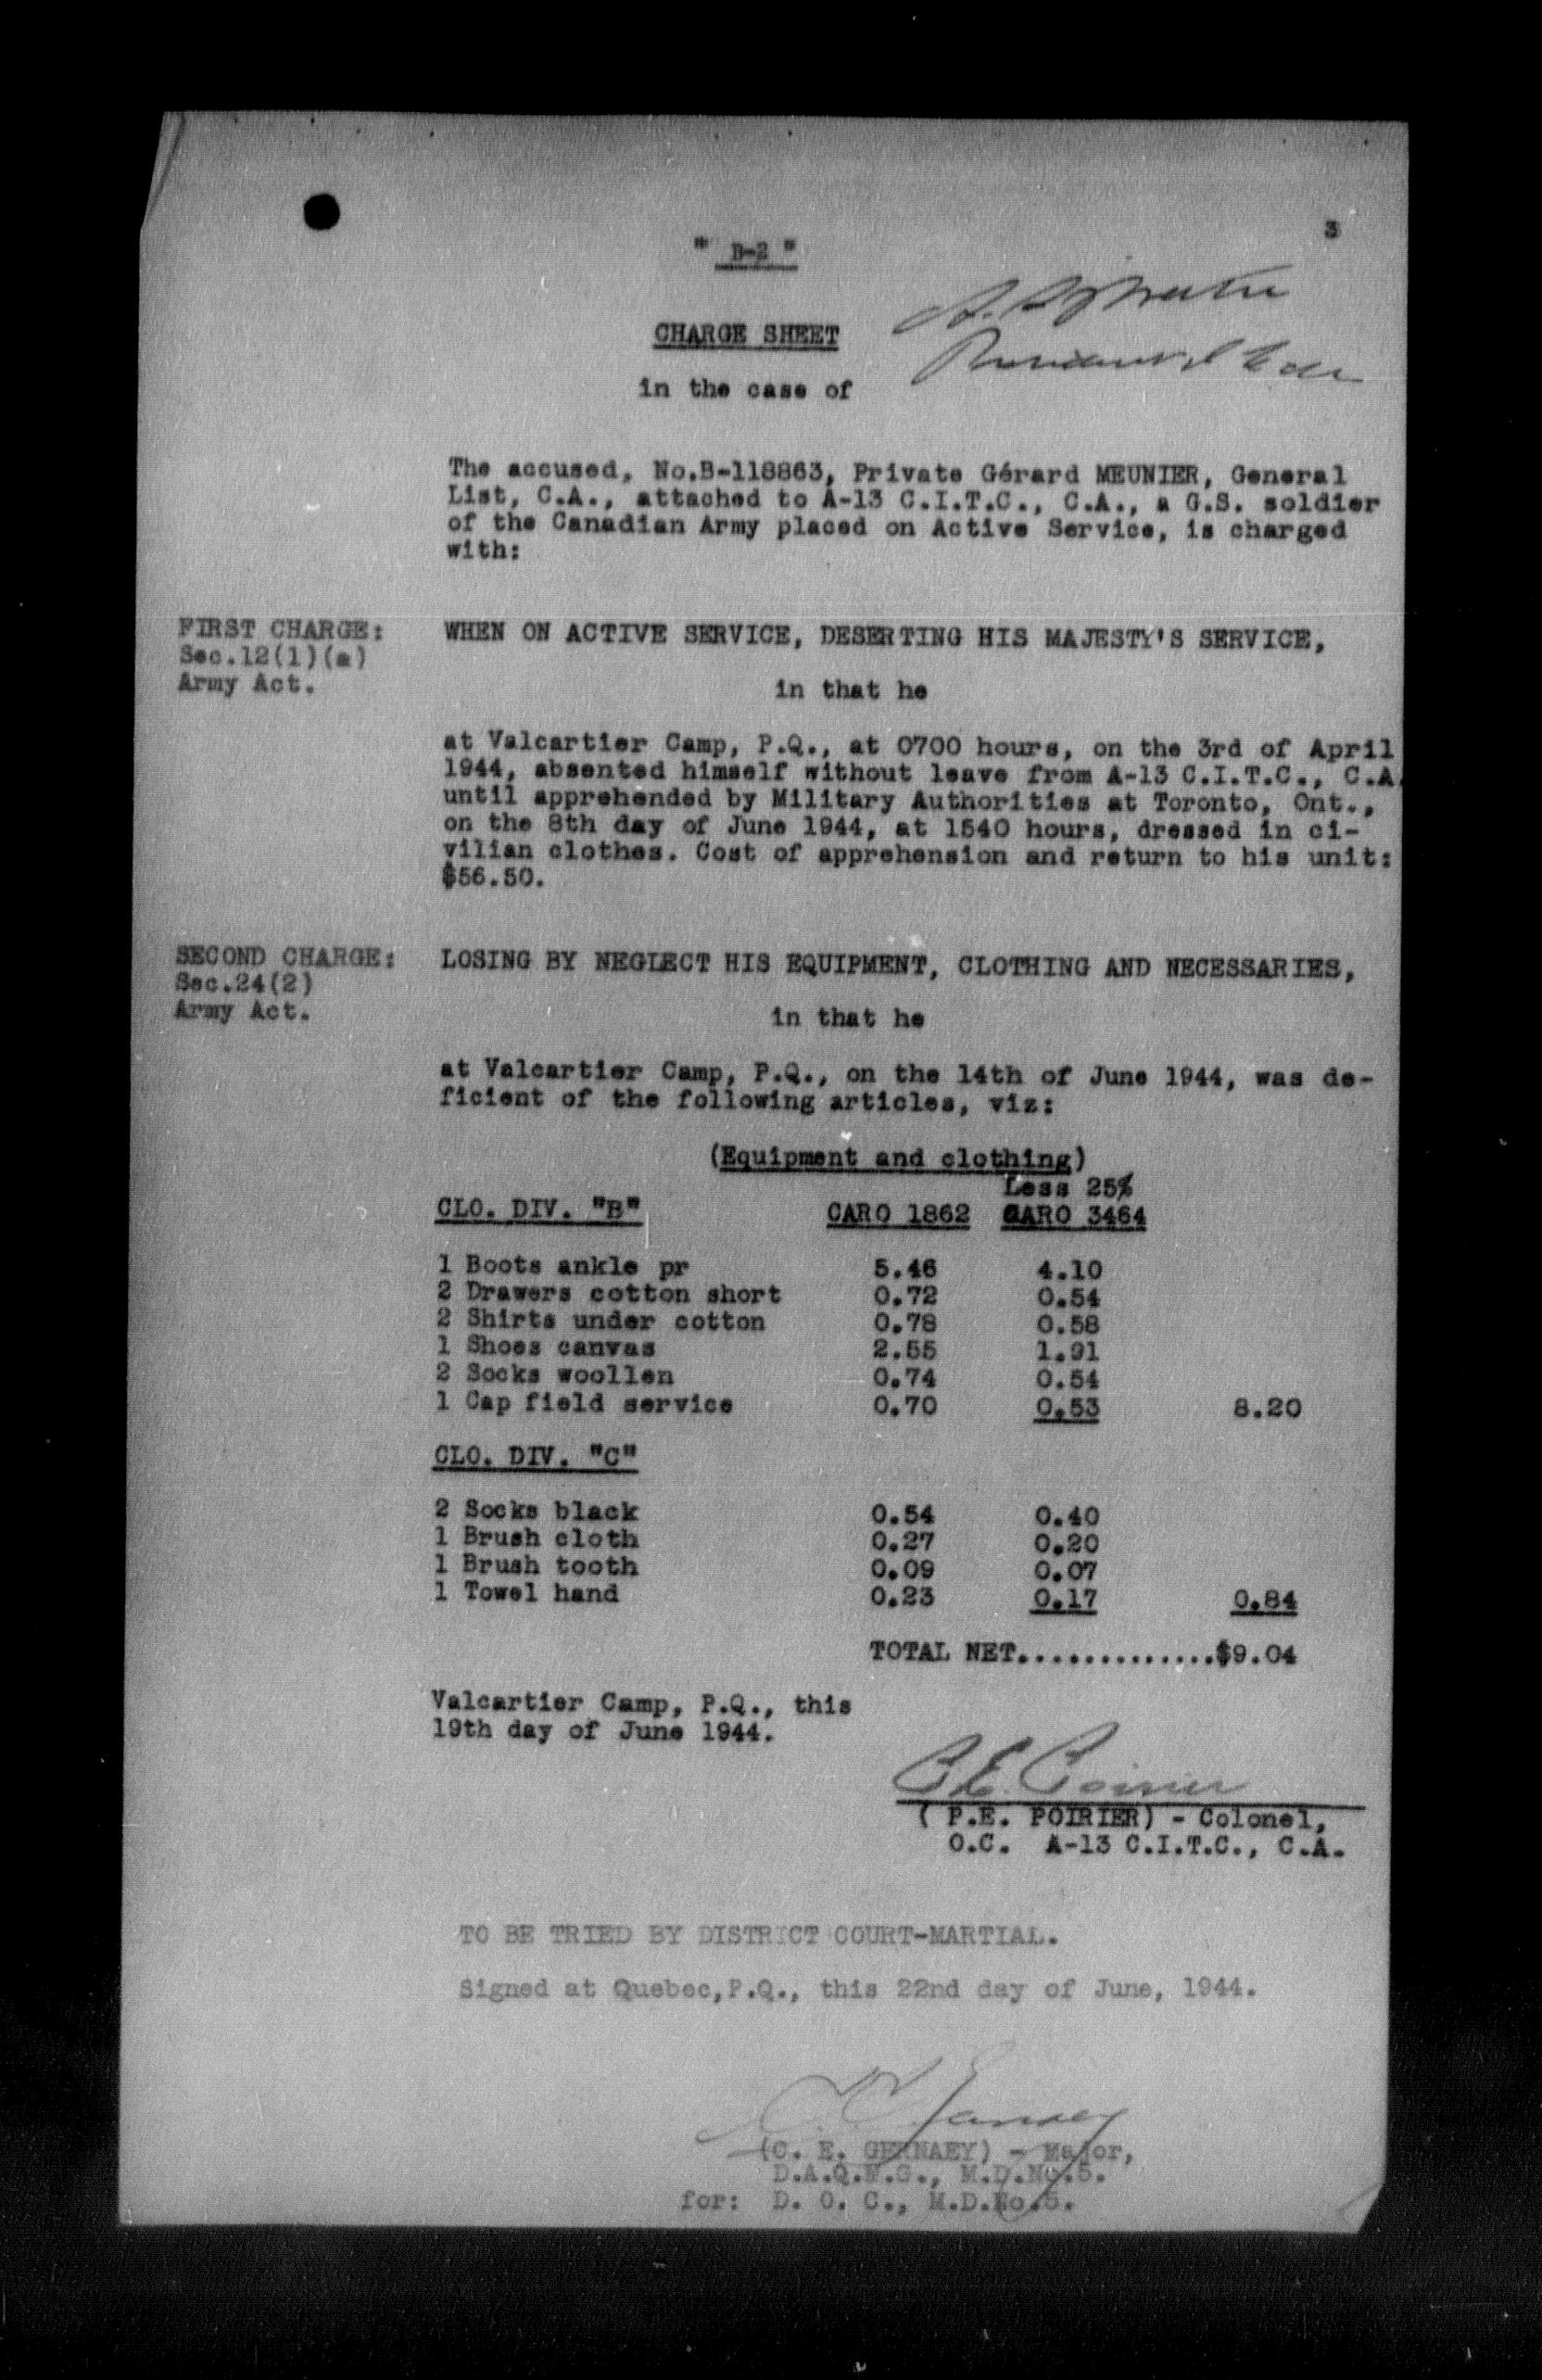 3
" B-2 "
CHARGE SHEET
in the case of
The accused, No.B-118863, Private Gérard MEUNIER, General
List, C.A., attached to A-13 C.I.T.C., C.A., a G.S. soldier
of the Canadian Army placed on Active Service, is charged
with:
FIRST CHARGE: WHEN ON ACTIVE SERVICE, DESERTING HIS MAJESTY'S SERVICE,
Sec.12(1)(a)
Army Act.
in that he
at Valcartier Camp, P.Q., at 0700 hours, on the 3rd of April
1944, absented himself without leave from A-13 C.I.T.C., C.A.
until apprehended by Military Authorities at Toronto, Ont.,
on the 8th day of June 1944, at 1540 hours, dressed in ci-
vilian clothes. Cost of apprehension and return to his unit:
$56.50.
SECOND CHARGE: LOSING BY NEGLECT HIS EQUIPMENT, CLOTHING AND NECESSARIES,
Sec.24(2)
Army Act.
in that he
at Valcartier Camp, P.Q., on the 14th of June 1944, was de-
ficient of the following articles, viz:
(Equipment and clothing)
Less 25%
CLO. DIV. "B" CARO 1862 CARO 3464
1 Boots ankle pr 5.46 4.10
2 Drawers cotton short 0.72 0.54
2 Shirts under cotton 0.78 0.58
1 Shoes canvas 2.55 1.91
2 Socks woollen 0.74 0.54
1 Cap field service 0.70 0.53 8.20
CLO. DIV. "C"
2 Socks black 0.54 0.40
1 Brush cloth 0.27 0.20
1 Brush tooth 0.09 0.07
1 Towel hand 0.23 0.17 0.84
TOTAL NET..............$9.04
Valcartier Camp, P.Q., this
19th day of June 1944.
P E Poirier
( P.E. POIRIER) - Colonel,
O.C. A-13 C.I.T.C., C.A.
TO BE TRIED BY DISTRICT COURT-MARTIAL.
Signed at Quebec,P.Q., this 22nd day of June, 1944.
(C. E. GERNAEY) - Major,
D.A.Q.M.G., M.D.No.5.
for: D. O. C., M.D.No.5.